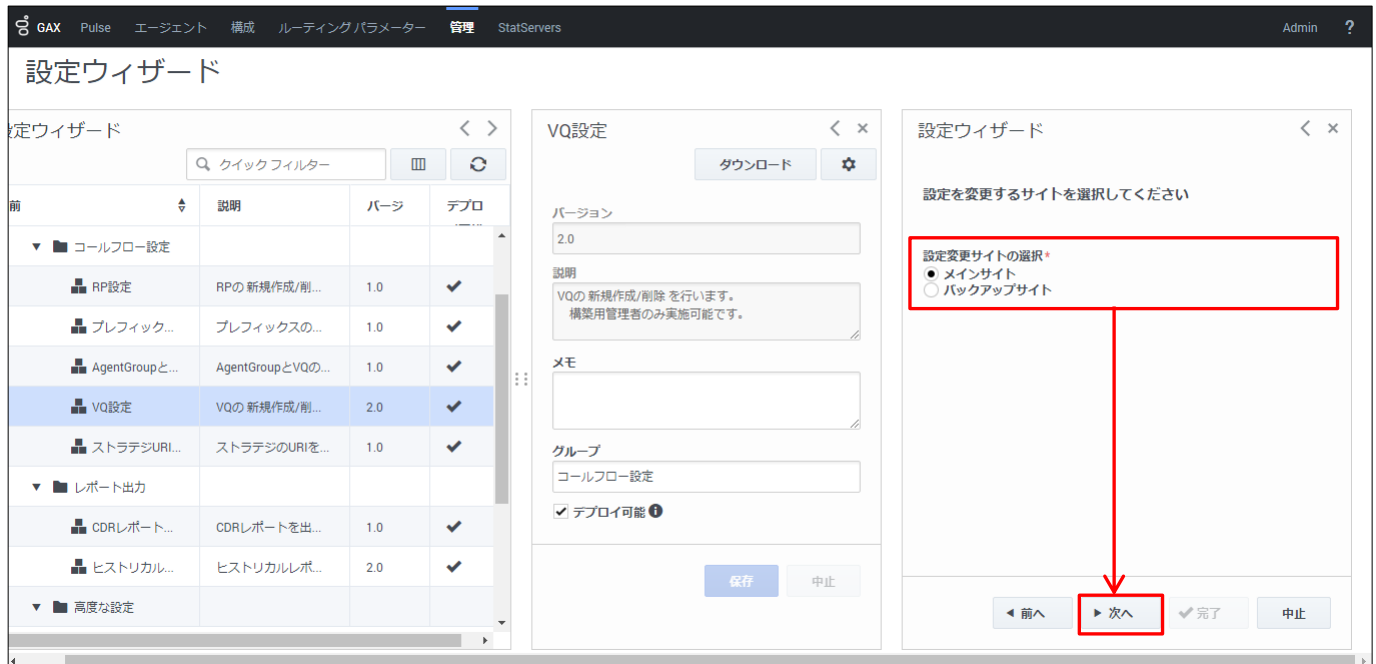 GAX Pulse エージェント 構成 ルーティング パラメーター 管理 StatServers Admin ?
設定ウィザード
定ウィザード
クイック フィルター
前 説明 バージ デプロ
コールフロー設定
RP設定 RPの 新規作成/削... 1.0
プレフィック... プレフィックスの... 1.0
AgentGroupと... AgentGroupとVQの... 1.0
VQ設定 VQの 新規作成/削... 2.0
ストラテジURI... ストラテジのURIを... 1.0
レポート出力
CDRレポート... CDRレポートを出... 1.0
ヒストリカル... ヒストリカルレポ... 2.0
高度な設定
VQ設定
ダウンロード
バージョン
2.0
説明
VQの 新規作成/削除 を行います。
構築用管理者のみ実施可能です。
メモ
グループ
コールフロー設定
デプロイ可能
保存 中止
設定ウィザード
設定を変更するサイトを選択してください
設定変更サイトの選択*
メインサイト
バックアップサイト
前へ 次へ 完了 中止